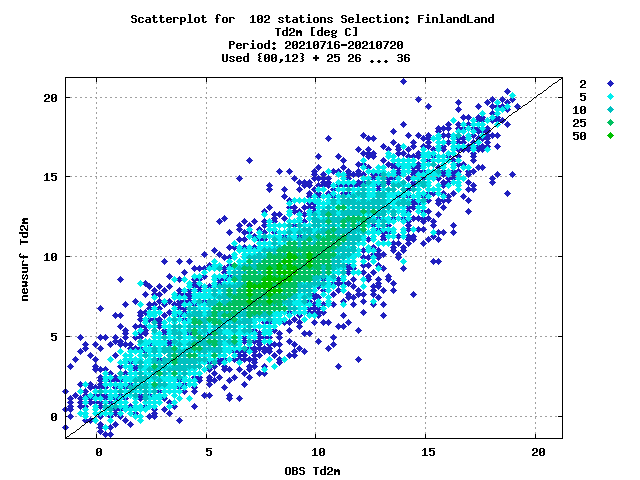 Scatterplot for  102 stations Selection: FinlandLand
Td2m [deg C]
Period: 20210716-20210720
Used {00,12} + 25 26 ... 36
2
5
10
25
50
20
15
10
5
0
newsurf Td2m
0 5 10 15 20
OBS Td2m